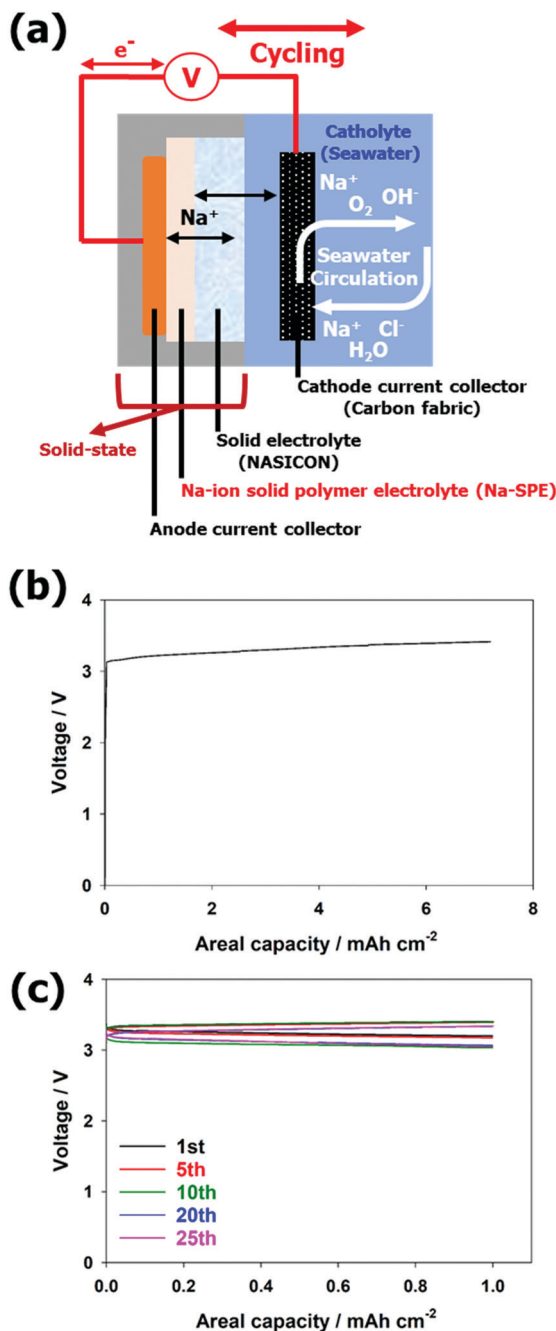 (a)
e-
V
Cycling
Catholyte
(Seawater)
Na+
Na+
O2
OH-
Seawater
Circulation
Na+ Cl-
H2O
Cathode current collector
(Carbon fabric)
Solid-state
Solid electrolyte
(NASICON)
Na-ion solid polymer electrolyte (Na-SPE)
Anode current collector
(b)
4
3
2
1
0
Voltage / V
0 2 4 6 8
Areal capacity / mAh cm-2
(c)
4
3
2
1
0
Voltage / V
1st
5th
10th
20th
25th
0.0 0.2 0.4 0.6 0.8 1.0
Areal capacity / mAh cm-2